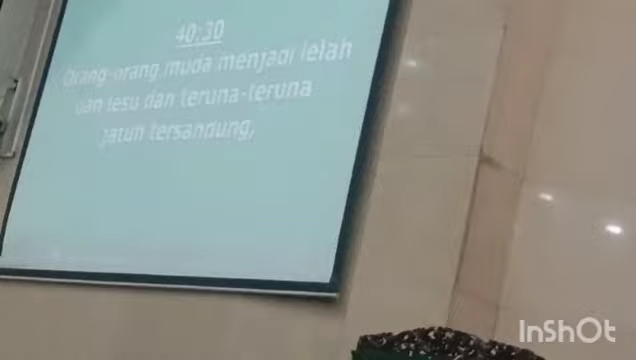 40:30
Orang-orang muda menjadi lelah
dan lesu dan teruna-teruna
jatuh tersandung,
InShOt